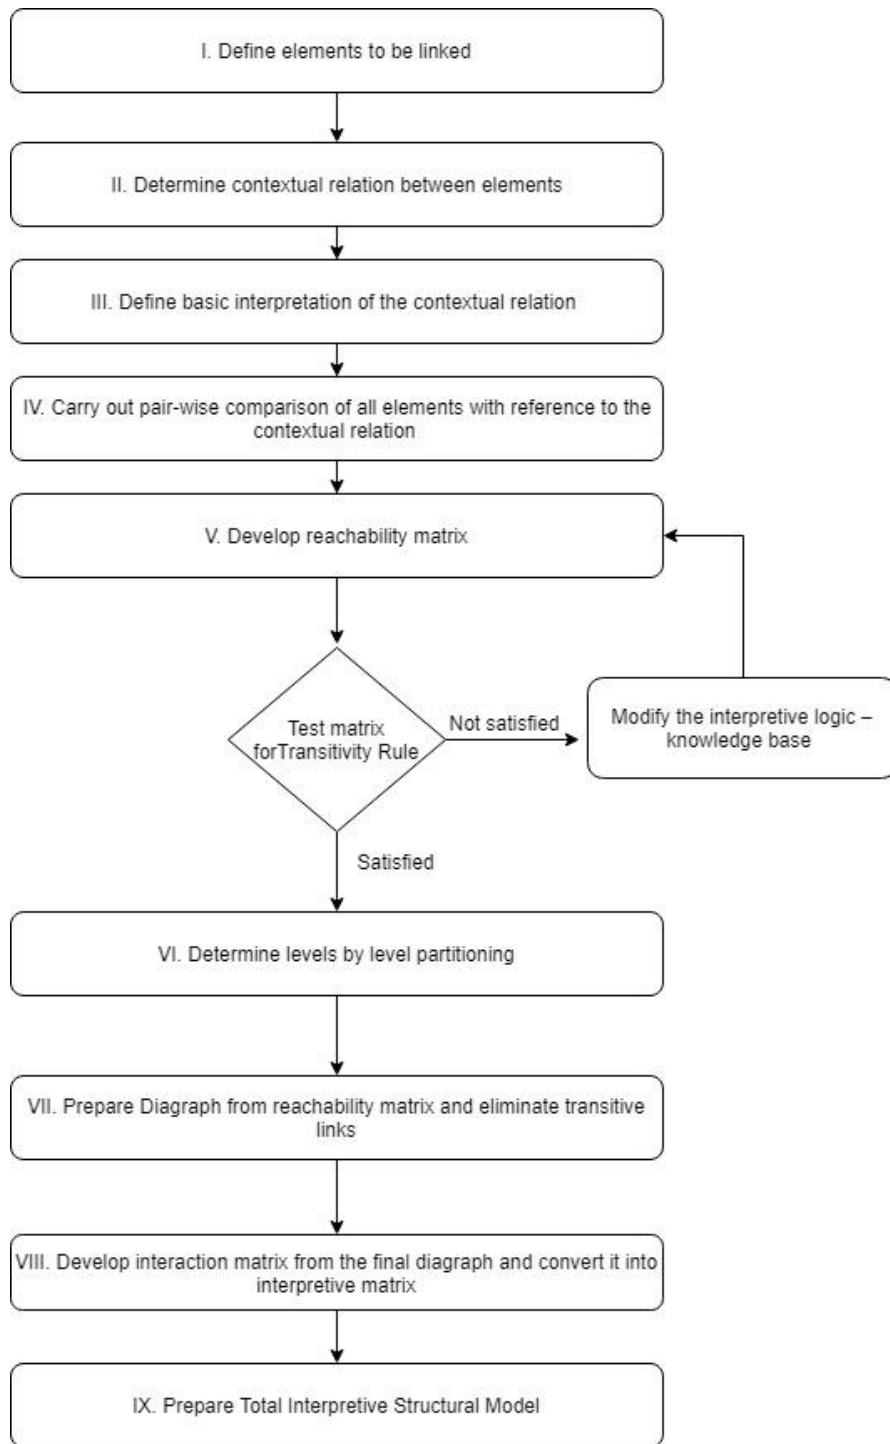 I. Define elements to be linked
II. Determine contextual relation between elements
III. Define basic interpretation of the contextual relation
IV. Carry out pair-wise comparison of all elements with reference to the
contextual relation
V. Develop reachability matrix
Test matrix
forTransitivity Rule
Not satisfied
Modify the interpretive logic –
knowledge base
Satisfied
VI. Determine levels by level partitioning
VII. Prepare Diagraph from reachability matrix and eliminate transitive
links
VIII. Develop interaction matrix from the final diagraph and convert it into
interpretive matrix
IX. Prepare Total Interpretive Structural Model